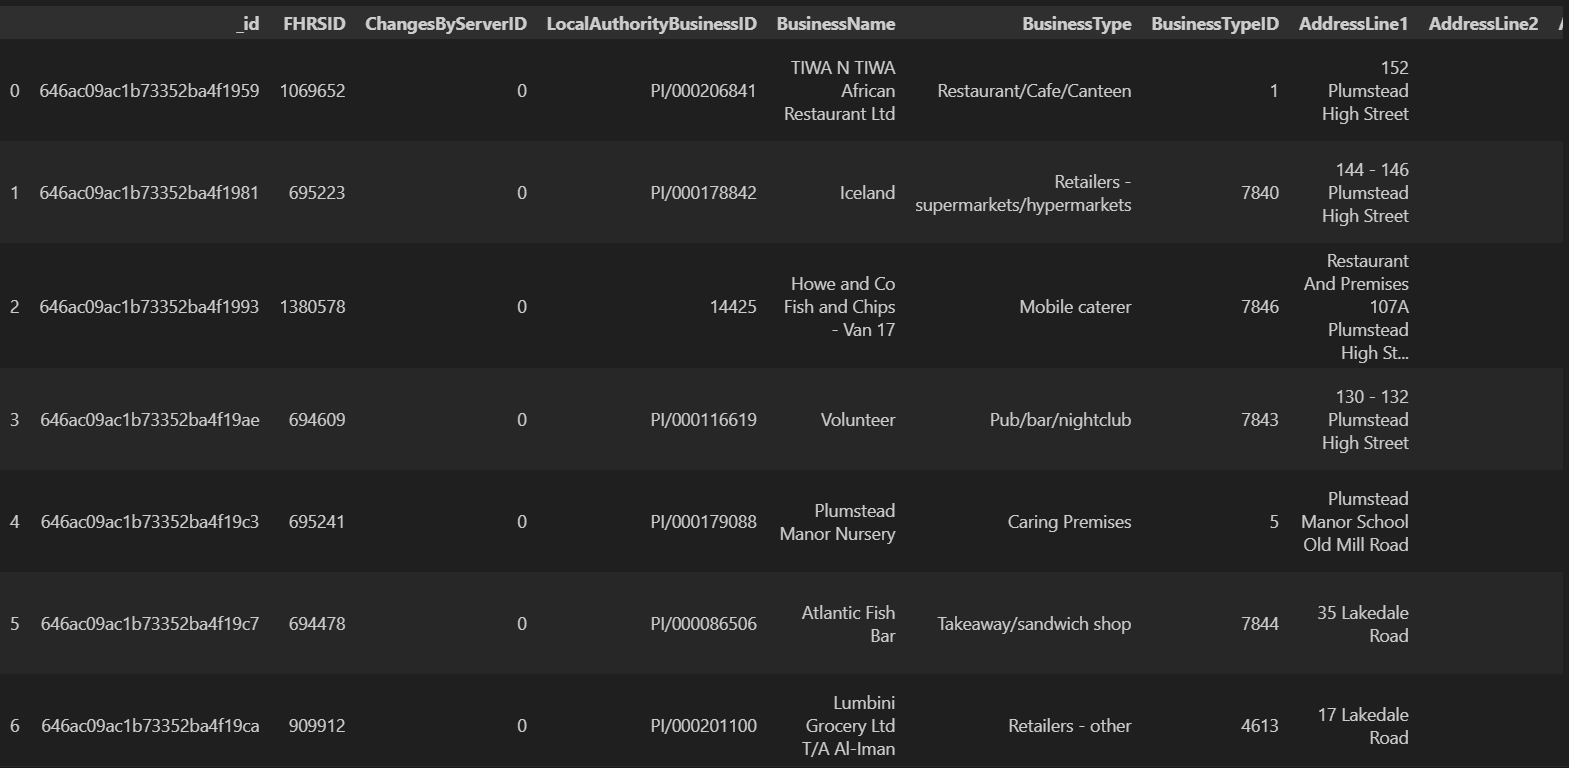 _id FHRSID ChangesByServerID LocalAuthorityBusinessID BusinessName BusinessType BusinessTypeID AddressLine1 AddressLine2
TIWA N TIWA 152
0 646ac09ac1b73352ba4f1959 1069652 0 PI/000206841 African Restaurant/Cafe/Canteen 1 Plumstead
Restaurant Ltd High Street
144 - 146
Retailers -
1 646ac09ac1b73352ba4f1981 695223 0 PI/000178842 Iceland 7840 Plumstead
supermarkets/hypermarkets
High Street
Restaurant
Howe and Co And Premises
2 646ac09ac1b73352ba4f1993 1380578 0 14425 Fish and Chips Mobile caterer 7846 107A
- Van 17 Plumstead
High St...
130 - 132
3 646ac09ac1b73352ba4f19ae 694609 0 PI/000116619 Volunteer Pub/bar/nightclub 7843 Plumstead
High Street
Plumstead
Plumstead
4 646ac09ac1b73352ba4f19c3 695241 0 PI/000179088 Caring Premises 5 Manor School
Manor Nursery
Old Mill Road
Atlantic Fish 35 Lakedale
5 646ac09ac1b73352ba4f19c7 694478 0 PI/000086506 Takeaway/sandwich shop 7844
Bar Road
Lumbini
17 Lakedale
6 646ac09ac1b73352ba4f19ca 909912 0 PI/000201100 Grocery Ltd Retailers - other 4613
Road
T/A Al-Iman